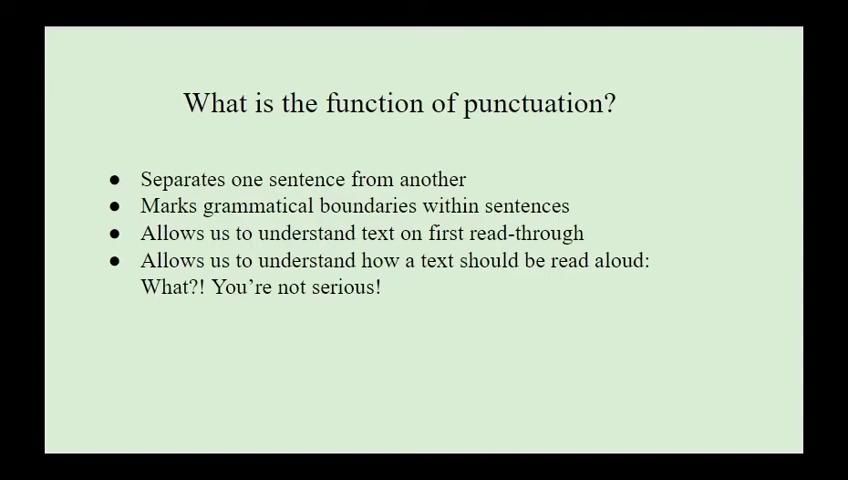 What is the function of punctuation?
● Separates one sentence from another
● Marks grammatical boundaries within sentences
● Allows us to understand text on first read-through
● Allows us to understand how a text should be read aloud:
What?! You’re not serious!